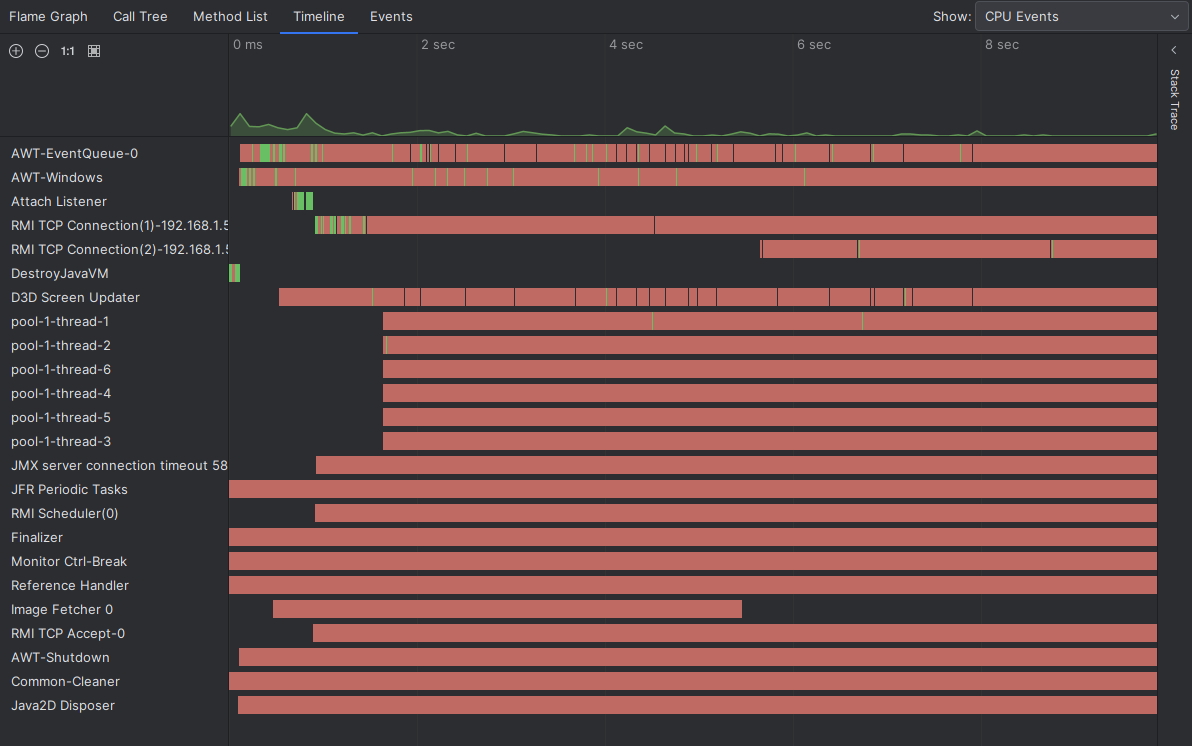 Flame Graph Call Tree Method List Timeline Events Show: CPU Events
1:1 0 ms 2 sec 4 sec 6 sec 8 sec
Stack Trace
AWT-EventQueue-0
AWT-Windows
Attach Listener
RMI TCP Connection(1)-192.168.1.5
RMI TCP Connection(2)-192.168.1.5
DestroyJavaVM
D3D Screen Updater
pool-1-thread-1
pool-1-thread-2
pool-1-thread-6
pool-1-thread-4
pool-1-thread-5
pool-1-thread-3
JMX server connection timeout 58
JFR Periodic Tasks
RMI Scheduler(0)
Finalizer
Monitor Ctrl-Break
Reference Handler
Image Fetcher 0
RMI TCP Accept-0
AWT-Shutdown
Common-Cleaner
Java2D Disposer